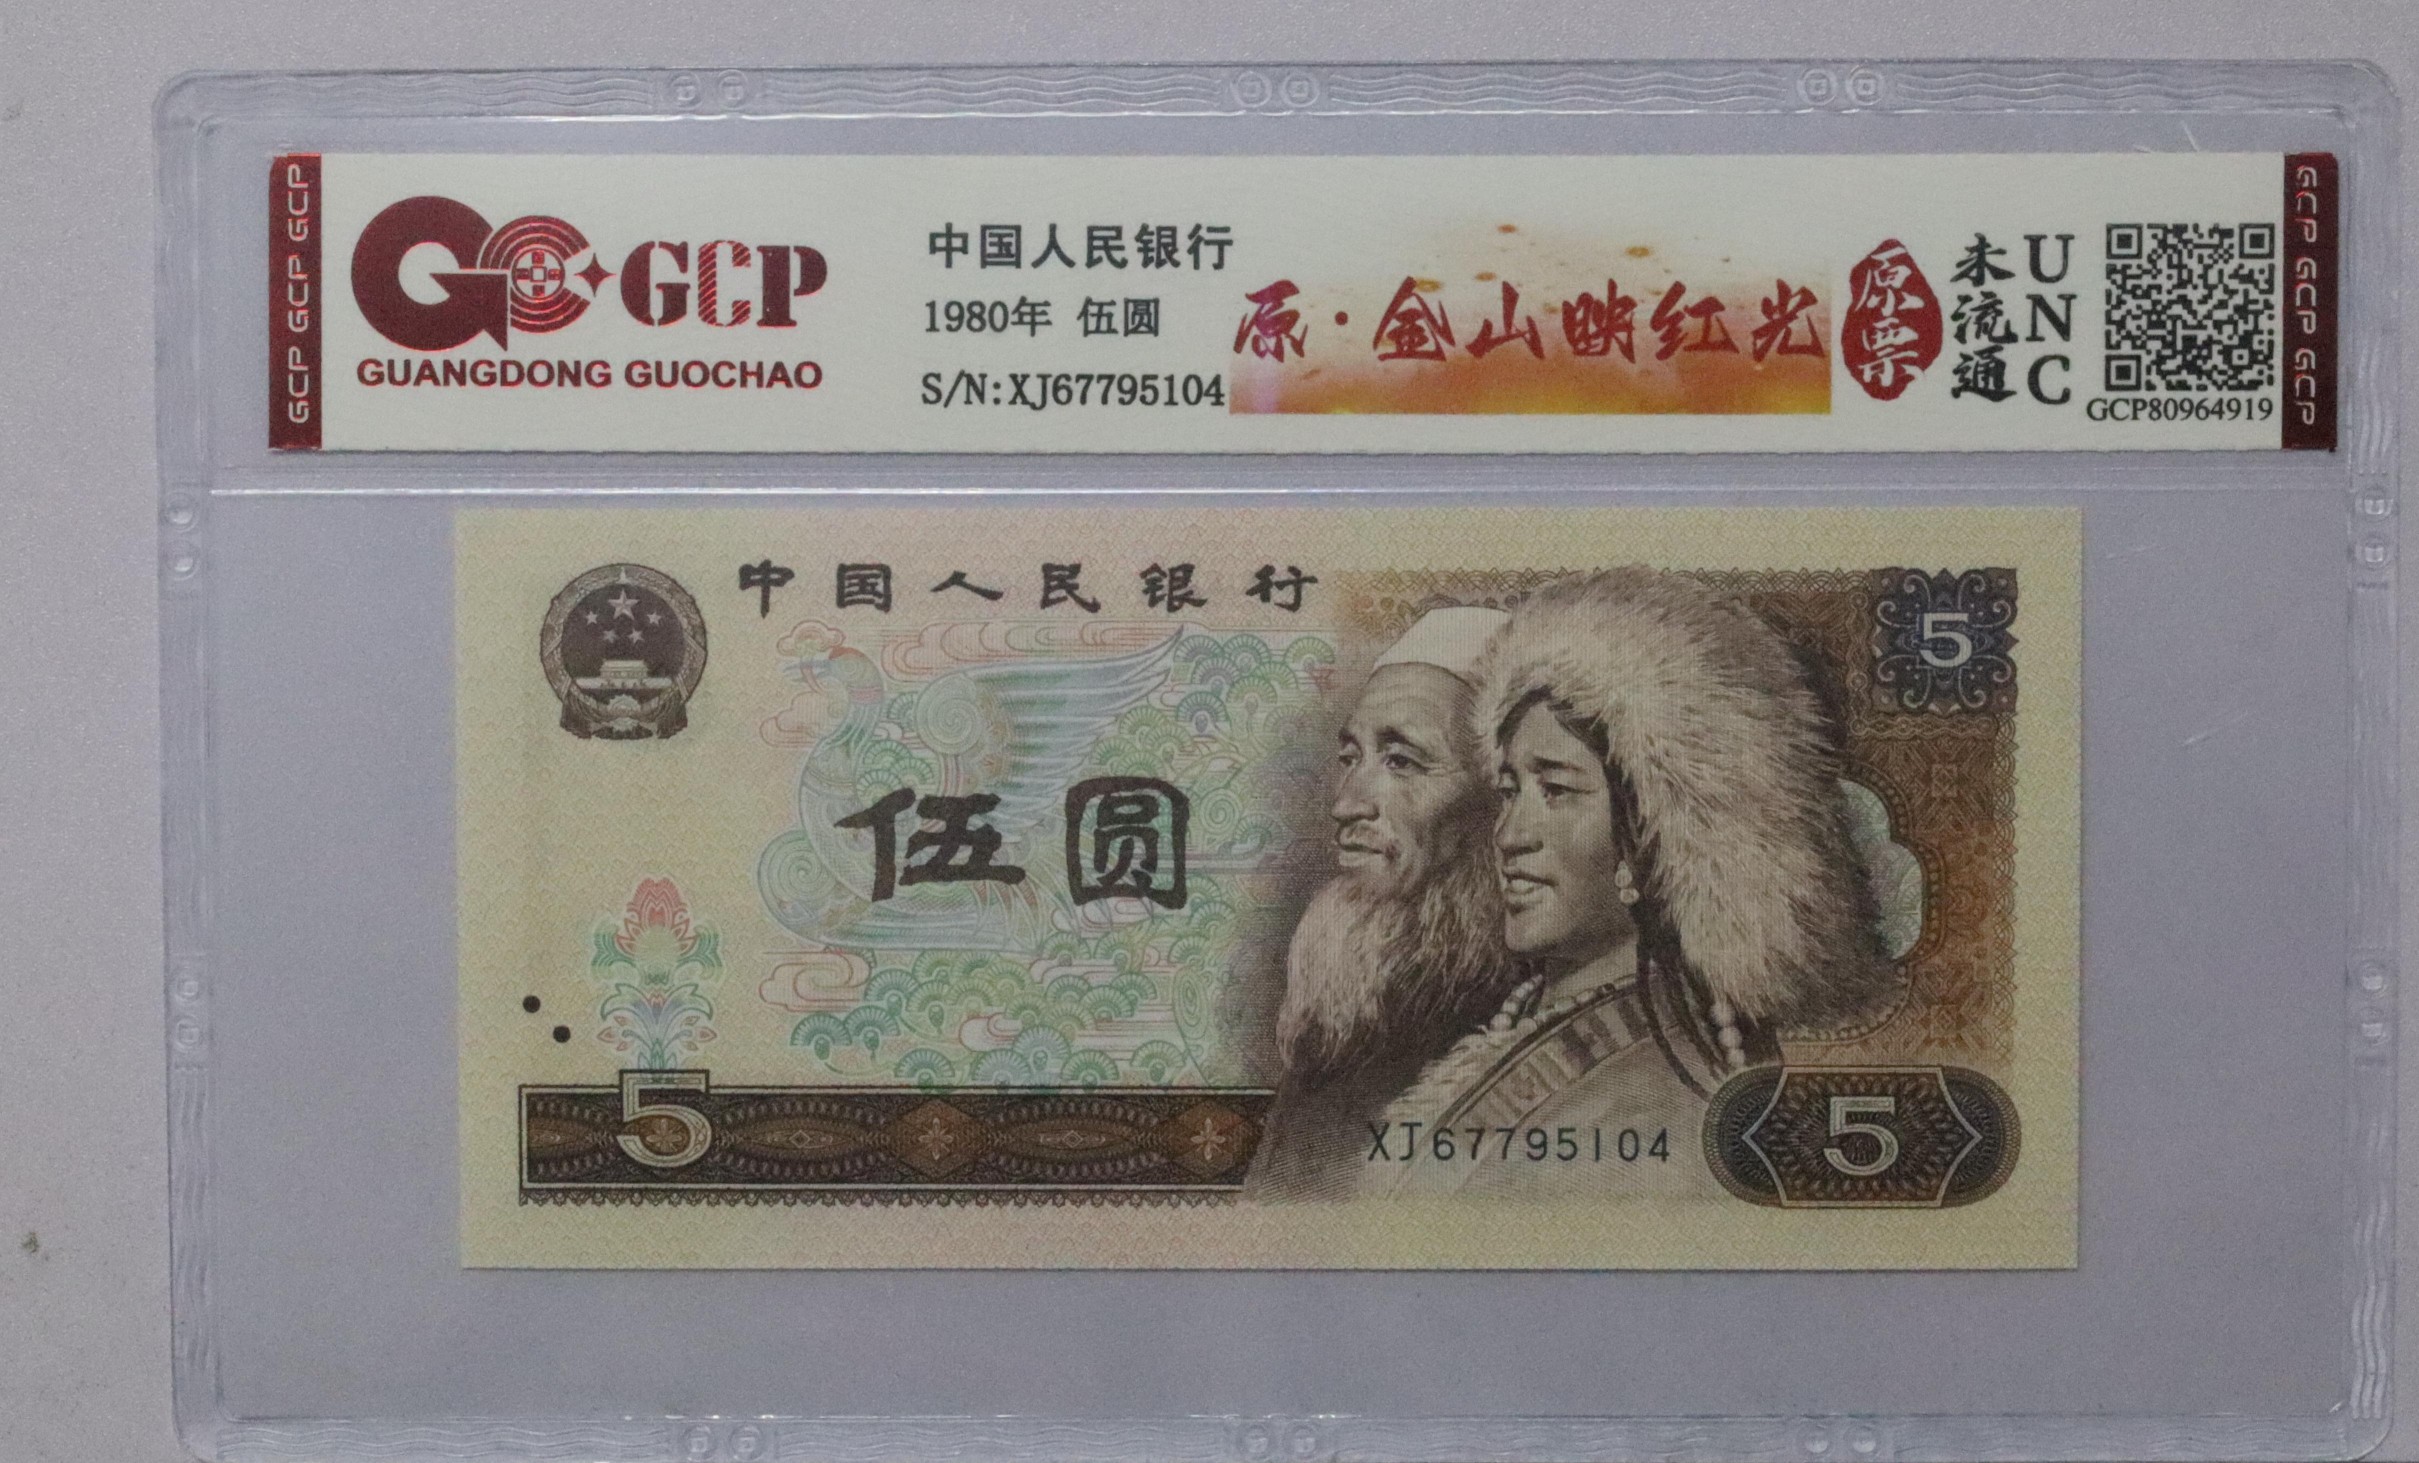 GCP GCP GCP
GCP
GUANGDONG GUOCHAO
中国人民银行
1980年 伍圆
S/N:XJ67795104
原·金山映红光
原票
未流通
UNC
GCP80964919
GCP GCP GCP
中国人民银行
5
伍圆
5
XJ67795104
5